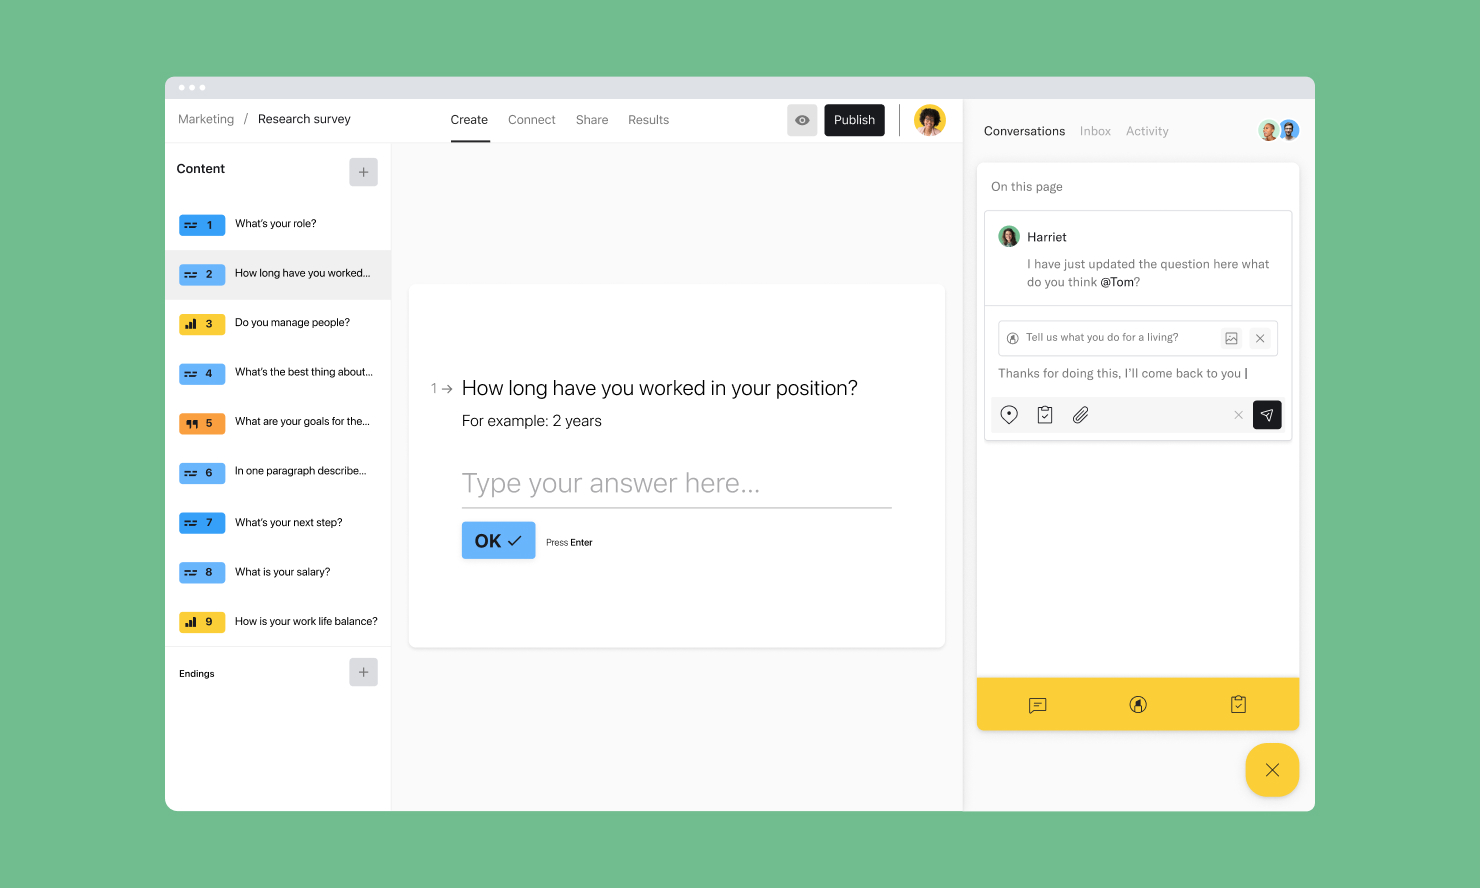 Marketing / Research survey
Create Connect Share Results
Publish
Content
1 What's your role?
2 How long have you worked...
3 Do you manage people?
4 What's the best thing about...
5 What are your goals for the...
6 In one paragraph describe...
7 What's your next step?
8 What is your salary?
9 How is your work life balance?
Endings
1 → How long have you worked in your position?
For example: 2 years
Type your answer here...
OK
Press Enter
Conversations Inbox Activity
On this page
Harriet
I have just updated the question here what
do you think @Tom?
Tell us what you do for a living?
Thanks for doing this, I'll come back to you